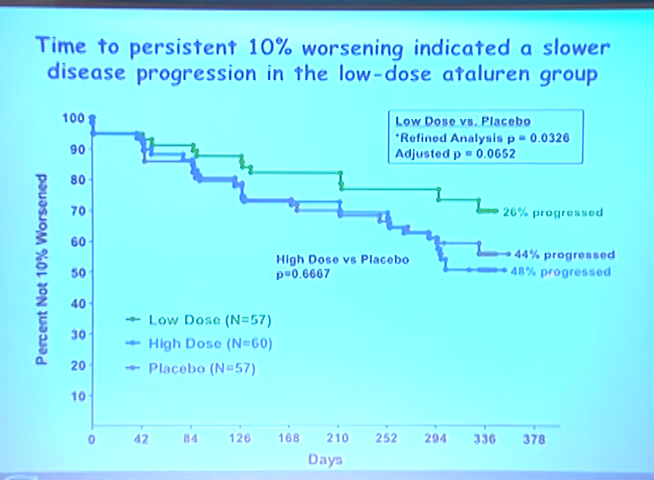 Time to persistent 10% worsening indicated a slower
disease progression in the low-dose ataluren group
Low Dose vs. Placebo
*Refined Analysis p = 0.0326
Adjusted p = 0.0652
Percent Not 10% Worsened
100
90
80
70
60
50
40
30
20
10
26% progressed
44% progressed
48% progressed
High Dose vs Placebo
p=0.6667
Low Dose (N=57)
High Dose (N=60)
Placebo (N=57)
0 42 84 126 168 210 252 294 336 378
Days